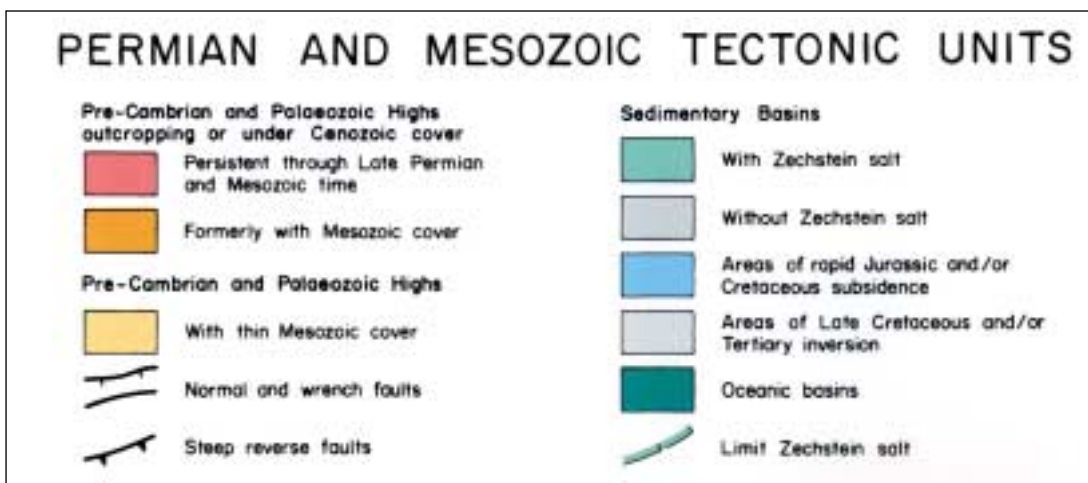 PERMIAN AND MESOZOIC TECTONIC UNITS
Pre-Cambrian and Palaeozoic Highs
outcropping or under Cenozoic cover
Persistent through Late Permian
and Mesozoic time
Formerly with Mesozoic cover
Pre-Cambrian and Palaeozoic Highs
With thin Mesozoic cover
Normal and wrench faults
Steep reverse faults
Sedimentary Basins
With Zechstein salt
Without Zechstein salt
Areas of rapid Jurassic and/or
Cretaceous subsidence
Areas of Late Cretaceous and/or
Tertiary inversion
Oceanic basins
Limit Zechstein salt